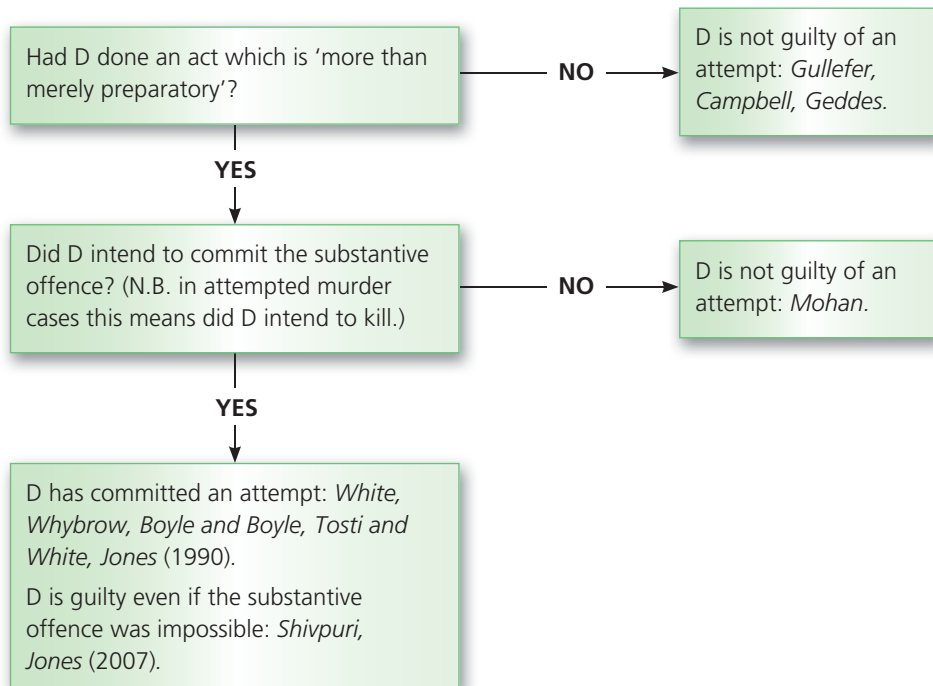 Had D done an act which is ‘more than
merely preparatory’?
NO
D is not guilty of an
attempt: Gullefer,
Campbell, Geddes.
YES
Did D intend to commit the substantive
offence? (N.B. in attempted murder
cases this means did D intend to kill.)
NO
D is not guilty of an
attempt: Mohan.
YES
D has committed an attempt: White,
Whybrow, Boyle and Boyle, Tosti and
White, Jones (1990).
D is guilty even if the substantive
offence was impossible: Shivpuri,
Jones (2007).